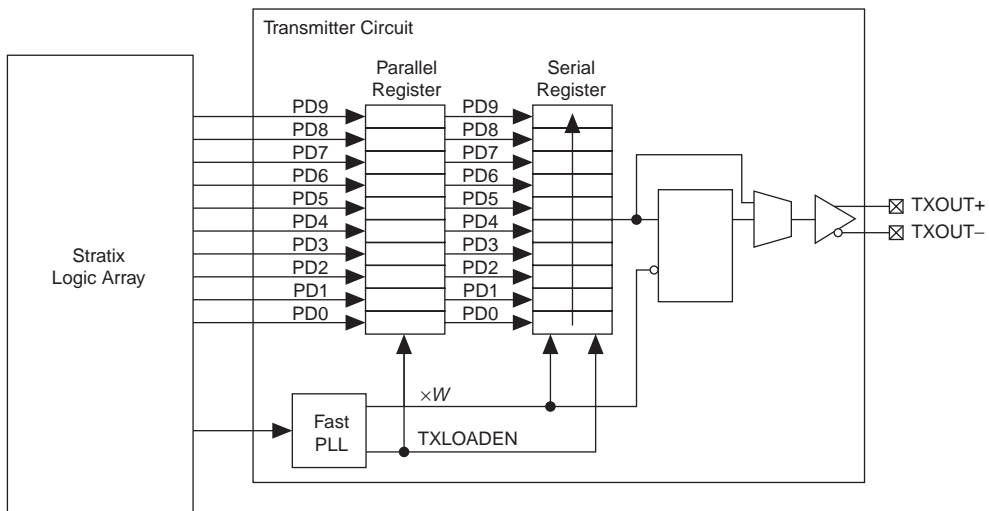 Transmitter Circuit
Parallel
Register
Serial
Register
PD9
PD9
PD8
PD8
PD7
PD7
PD6
PD6
PD5
PD5
PD4
PD4
PD3
PD3
PD2
PD2
PD1
PD1
PD0
PD0
Stratix
Logic Array
TXOUT+
TXOUT−
×W
Fast
PLL
TXLOADEN